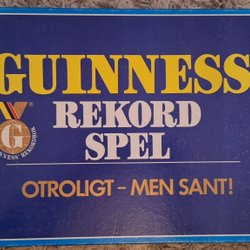 GUINNESS
REKORD
SPEL
G
OTROLIGT – MEN SANT!